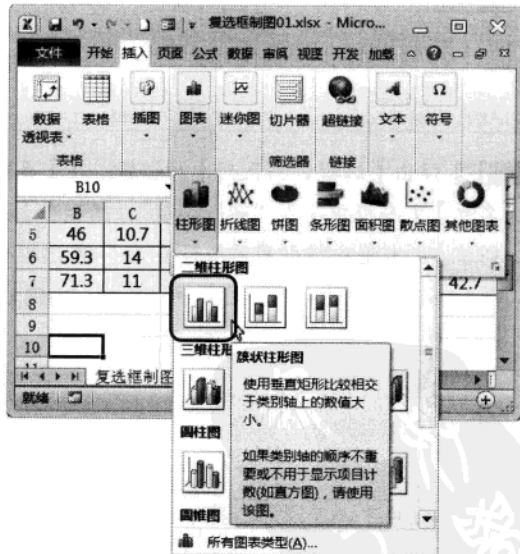 复选框制图01.xlsx - Micro...
文件 开始 插入 页面 公式 数据 审阅 视图 开发 加载
数据透视表 表格 插图 图表 迷你图 切片器 超链接 文本 符号
表格 筛选器 链接
B10
柱形图 折线图 饼图 条形图 面积图 散点图 其他图表
B C
5 46 10.7
6 59.3 14
7 71.3 11 42.7
8
9
10
11
二维柱形图
三维柱形
簇状柱形图
使用垂直矩形比较相交
于类别轴上的数值大
小。
如果类别轴的顺序不重
要或不用于显示项目计
数(如直方图)，请使用
该图。
圆柱图
圆锥图
所有图表类型(A)...
复选框制图
就绪